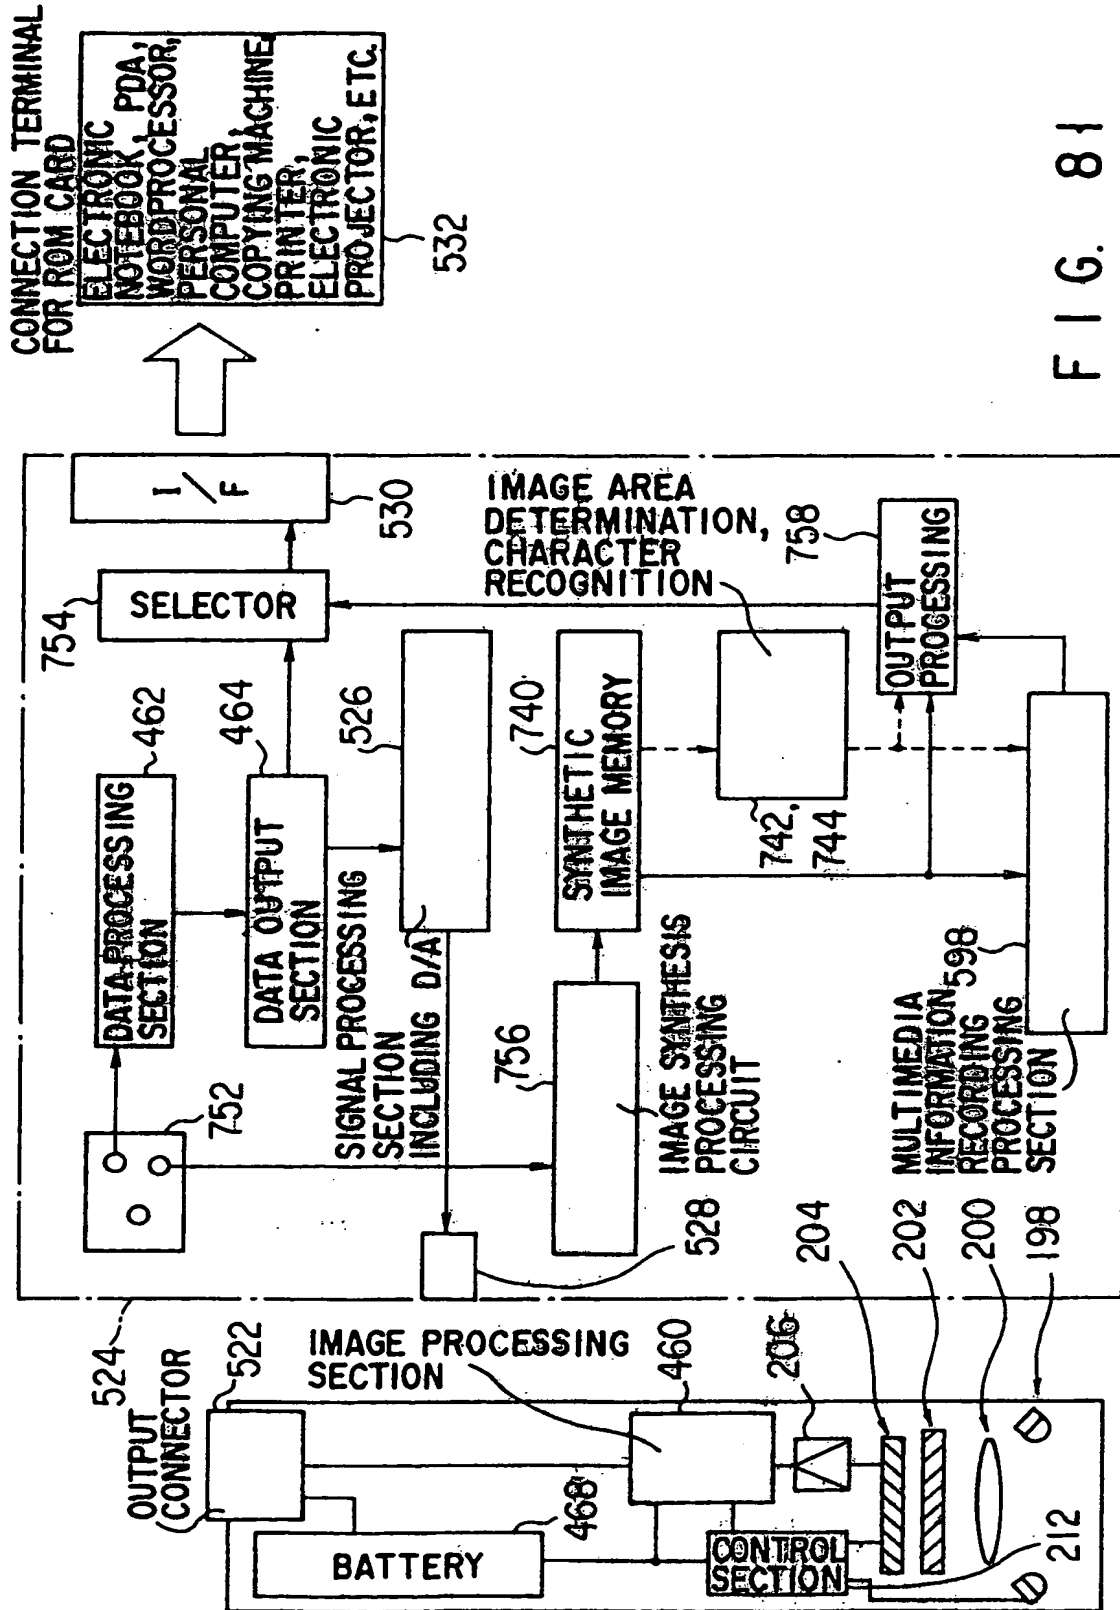 CONNECTION TERMINAL
FOR ROM CARD
ELECTRONIC
NOTEBOOK, PDA,
WORDPROCESSOR,
PERSONAL
COMPUTER,
COPYING MACHINE,
PRINTER,
ELECTRONIC
PROJECTOR, ETC.
532
I/F
530
754
SELECTOR
462
DATA PROCESSING
SECTION
464
DATA OUTPUT
SECTION
752
526
SIGNAL PROCESSING
SECTION
INCLUDING D/A
528
740
SYNTHETIC
IMAGE MEMORY
756
IMAGE SYNTHESIS
PROCESSING
CIRCUIT
IMAGE AREA
DETERMINATION,
CHARACTER
RECOGNITION
742,
744
758
OUTPUT
PROCESSING
MULTIMEDIA
INFORMATION
RECORDING
PROCESSING
SECTION
598
524
OUTPUT
CONNECTOR
522
IMAGE PROCESSING
SECTION
460
468
BATTERY
CONTROL
SECTION
206
204
202
200
198
212
FIG. 81